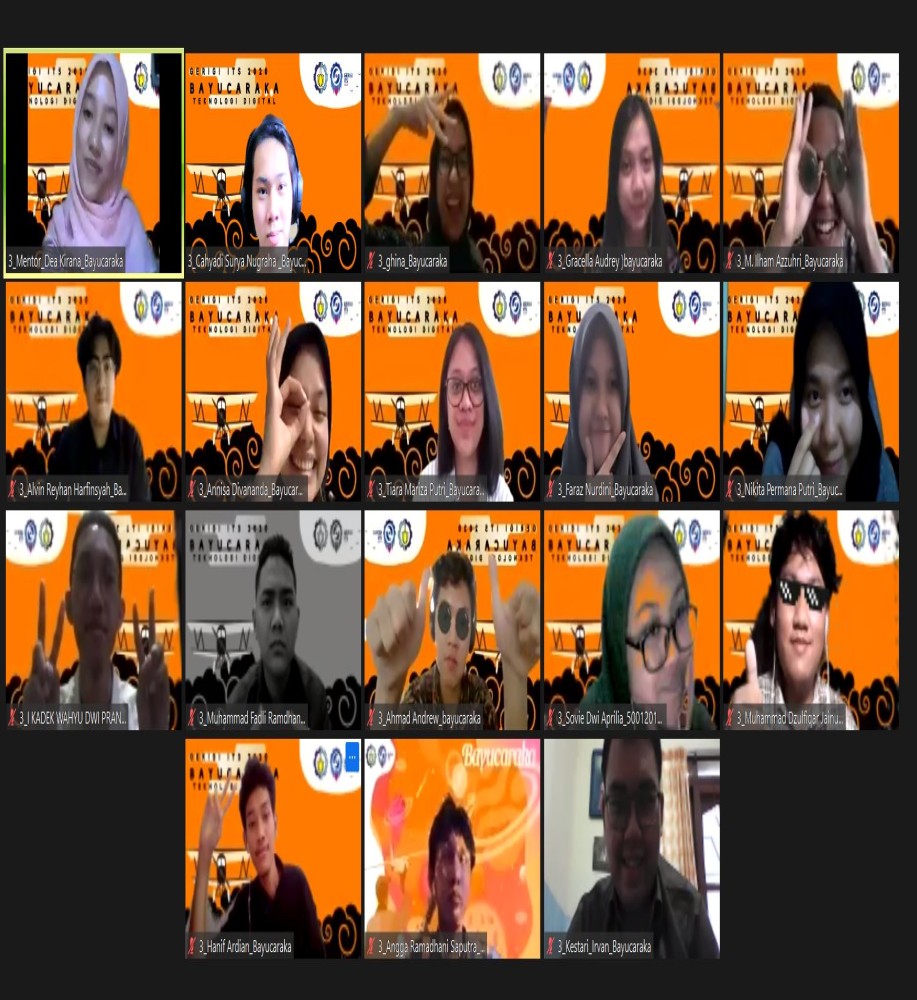 GERIGI ITS 2020
BAYUCARAKA
TEKNOLOGI DIGITAL
3_Mentor_Dea Kirana_Bayucaraka
3_Cahyadi Surya Nugraha _Bayuc...
3_ghina_Bayucaraka
3_Gracella Audrey )bayucaraka
3_M. Ilham Azzuhri_Bayucaraka
3_Alvin Reyhan Harfinsyah_Ba...
3_Annisa Divananda_Bayucar...
3_Tiara Mariza Putri_Bayucara...
3_Faraz Nurdini_Bayucaraka
3_Nikita Permana Putri_Bayuc...
3_I KADEK WAHYU DWI PRAN...
3_Muhammad Fadli Ramdhan...
3_Ahmad Andrew_bayucaraka
3_Sovie Dwi Aprilia_5001201...
3_Muhammad Dzulfiqar Jainu...
Bayucaraka
3_Hanif Ardian_Bayucaraka
3_Angga Ramadhani Saputra_...
3_Kestari_Irvan_Bayucaraka